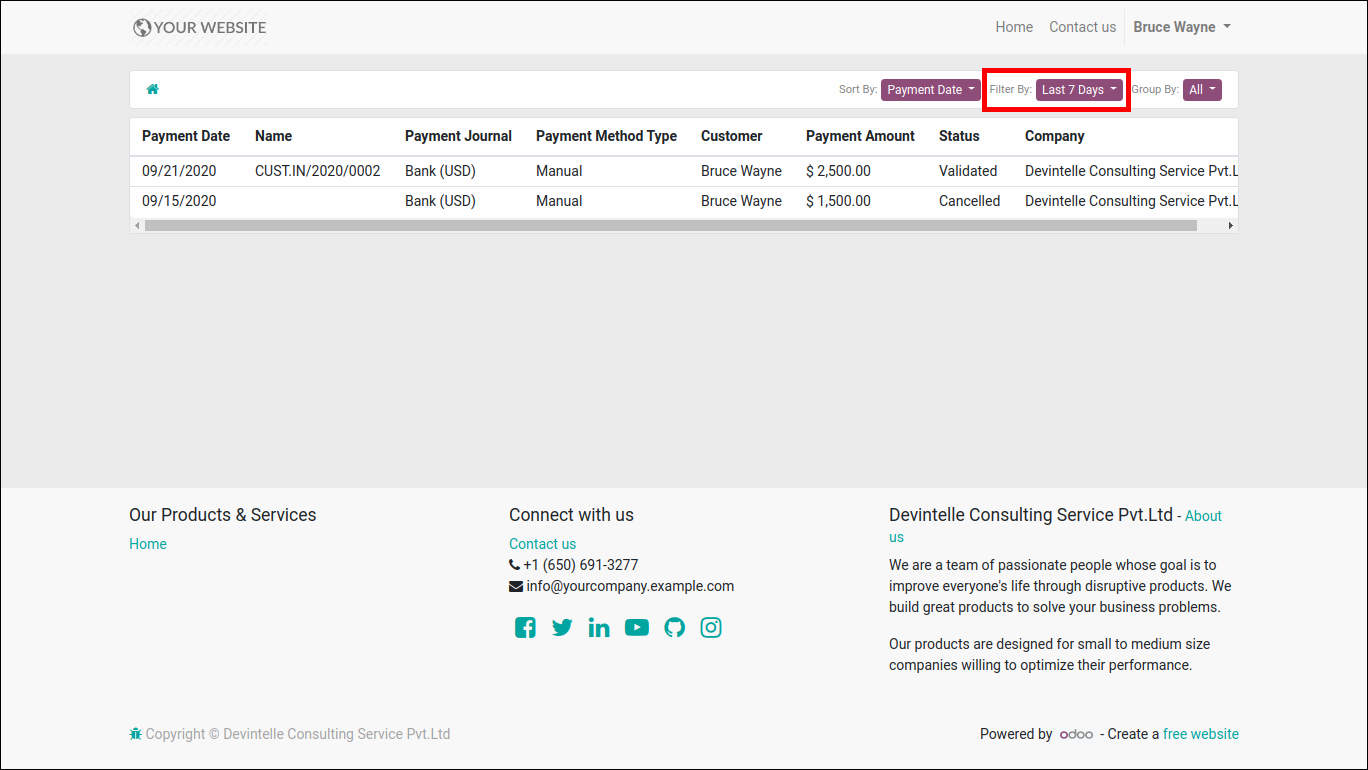 YOUR WEBSITE
Home Contact us Bruce Wayne
Sort By: Payment Date Filter By: Last 7 Days Group By: All
Payment Date Name Payment Journal Payment Method Type Customer Payment Amount Status Company
09/21/2020 CUST.IN/2020/0002 Bank (USD) Manual Bruce Wayne $ 2,500.00 Validated Devintelle Consulting Service Pvt.L
09/15/2020 Bank (USD) Manual Bruce Wayne $ 1,500.00 Cancelled Devintelle Consulting Service Pvt.L
Our Products & Services
Home
Connect with us
Contact us
+1 (650) 691-3277
info@yourcompany.example.com
Devintelle Consulting Service Pvt.Ltd - About
us
We are a team of passionate people whose goal is to
improve everyone's life through disruptive products. We
build great products to solve your business problems.
Our products are designed for small to medium size
companies willing to optimize their performance.
Copyright © Devintelle Consulting Service Pvt.Ltd
Powered by odoo - Create a free website